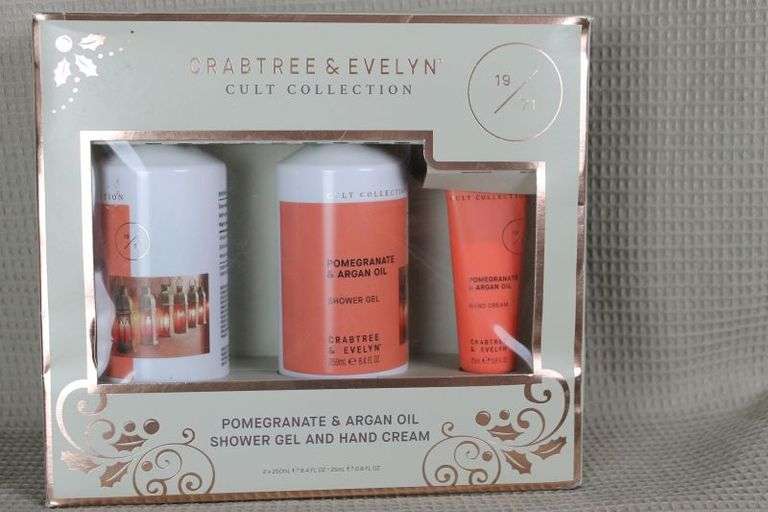 CRABTREE & EVELYN
CULT COLLECTION
19
71
CULT COLLECTION
POMEGRANATE
& ARGAN OIL
SHOWER GEL
CRABTREE
& EVELYN
CULT COLLECTION
POMEGRANATE
& ARGAN OIL
HAND CREAM
CRABTREE
& EVELYN
POMEGRANATE & ARGAN OIL
SHOWER GEL AND HAND CREAM